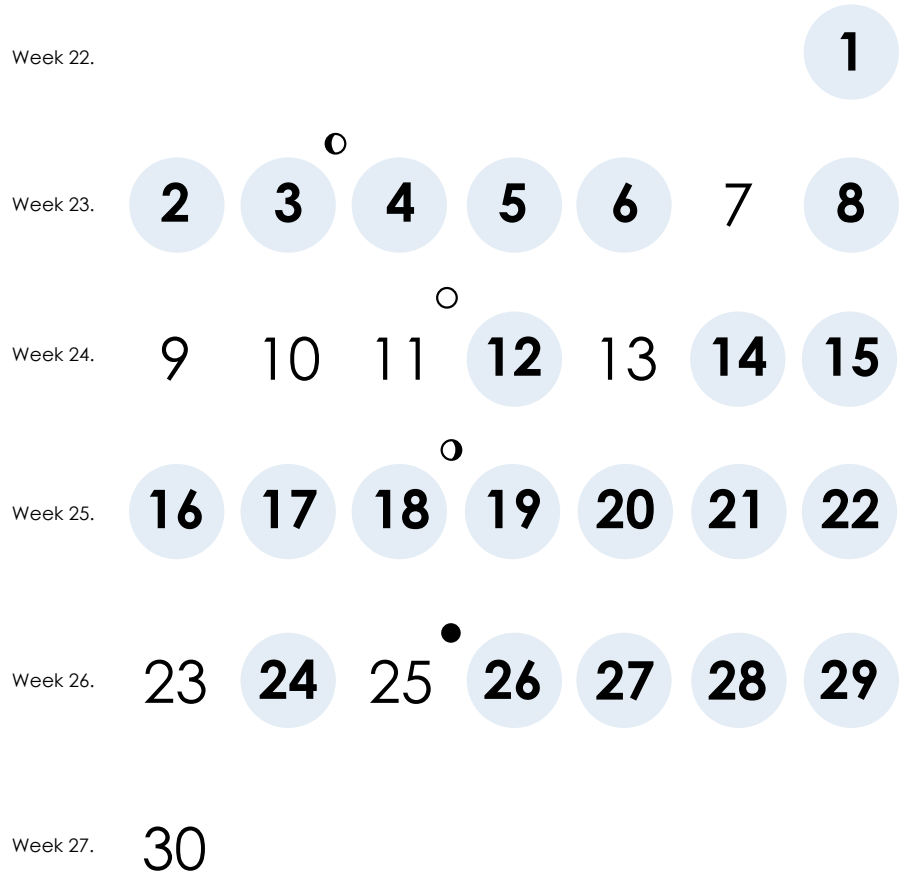 Week 22. 1
Week 23. 2 3 4 5 6 7 8
Week 24. 9 10 11 12 13 14 15
Week 25. 16 17 18 19 20 21 22
Week 26. 23 24 25 26 27 28 29
Week 27. 30